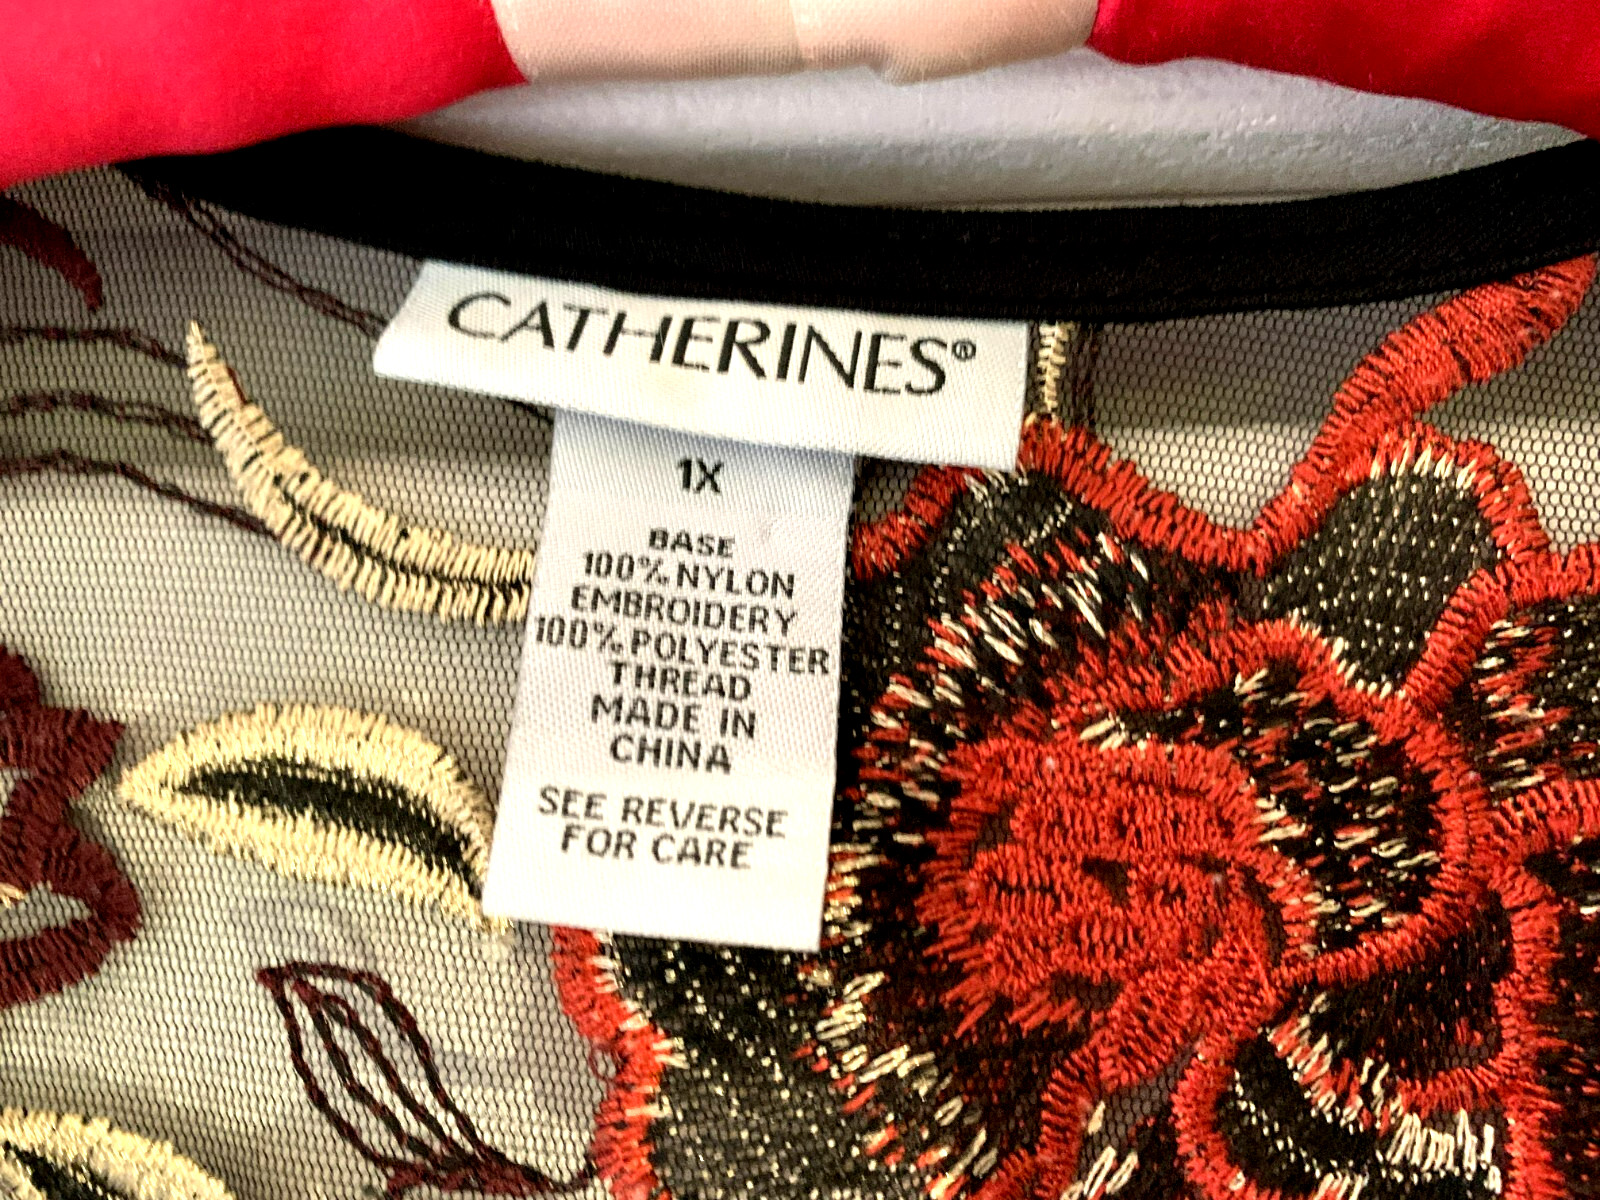 CATHERINES®
1X
BASE
100% NYLON
EMBROIDERY
100% POLYESTER
THREAD
MADE IN
CHINA
SEE REVERSE
FOR CARE